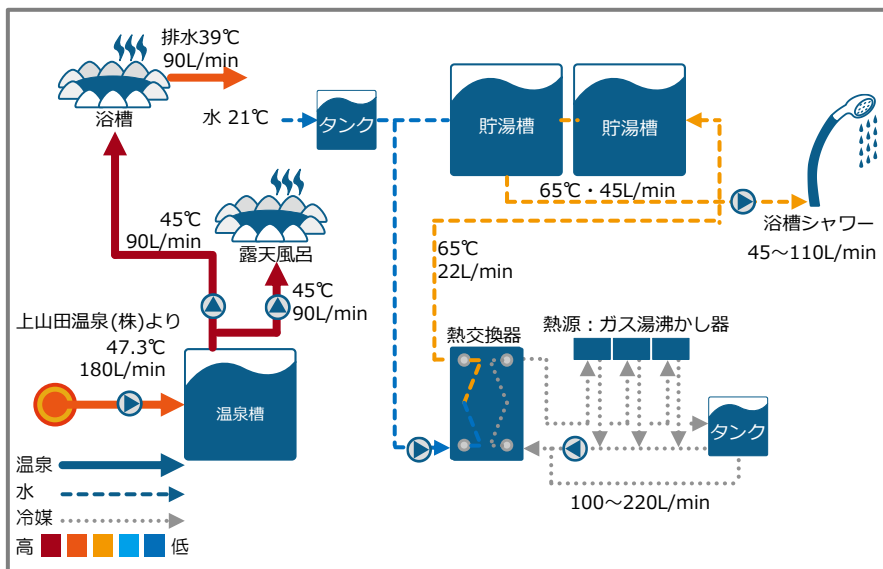 排水39℃
90L/min
浴槽
水 21℃
タンク
貯湯槽
貯湯槽
65℃・45L/min
浴槽シャワー
45～110L/min
45℃
90L/min
露天風呂
45℃
90L/min
65℃
22L/min
上山田温泉(株)より
47.3℃
180L/min
温泉槽
熱交換器
熱源：ガス湯沸かし器
タンク
100～220L/min
温泉
水
冷媒
高
低